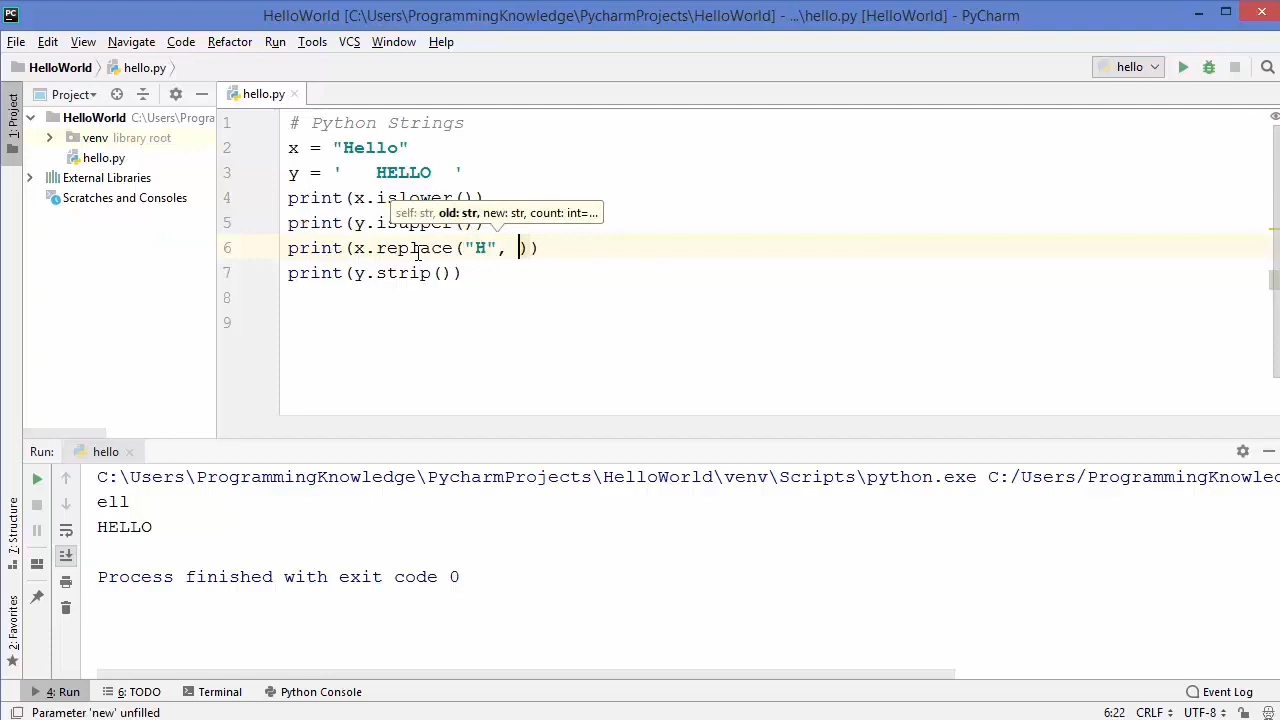 PC
HelloWorld [C:\Users\ProgrammingKnowledge\PycharmProjects\HelloWorld] - ...\hello.py [HelloWorld] - PyCharm
File Edit View Navigate Code Refactor Run Tools VCS Window Help
HelloWorld hello.py hello
1: Project
Project
HelloWorld C:\Users\Progra
venv library root
hello.py
External Libraries
Scratches and Consoles
hello.py
1 # Python Strings
2 x = "Hello"
3 y = '   HELLO  '
4 print(x.islower())
self: str, old: str, new: str, count: int=...
5 print(y.isupper())
6 print(x.replace("H", ))
7 print(y.strip())
8
9
Run: hello
C:\Users\ProgrammingKnowledge\PycharmProjects\HelloWorld\venv\Scripts\python.exe C:/Users/ProgrammingKnowled
ell
HELLO
Process finished with exit code 0
7: Structure
2: Favorites
4: Run 6: TODO Terminal Python Console Event Log
Parameter 'new' unfilled 6:22 CRLF UTF-8